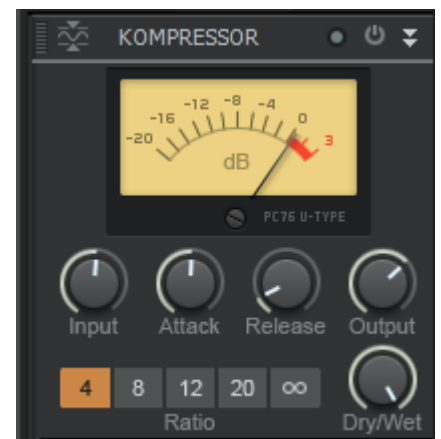 KOMPRESSOR
-20 -16 -12 -8 -4 0 3
dB
PC76 U-TYPE
Input Attack Release Output
4 8 12 20 ∞
Ratio Dry/Wet